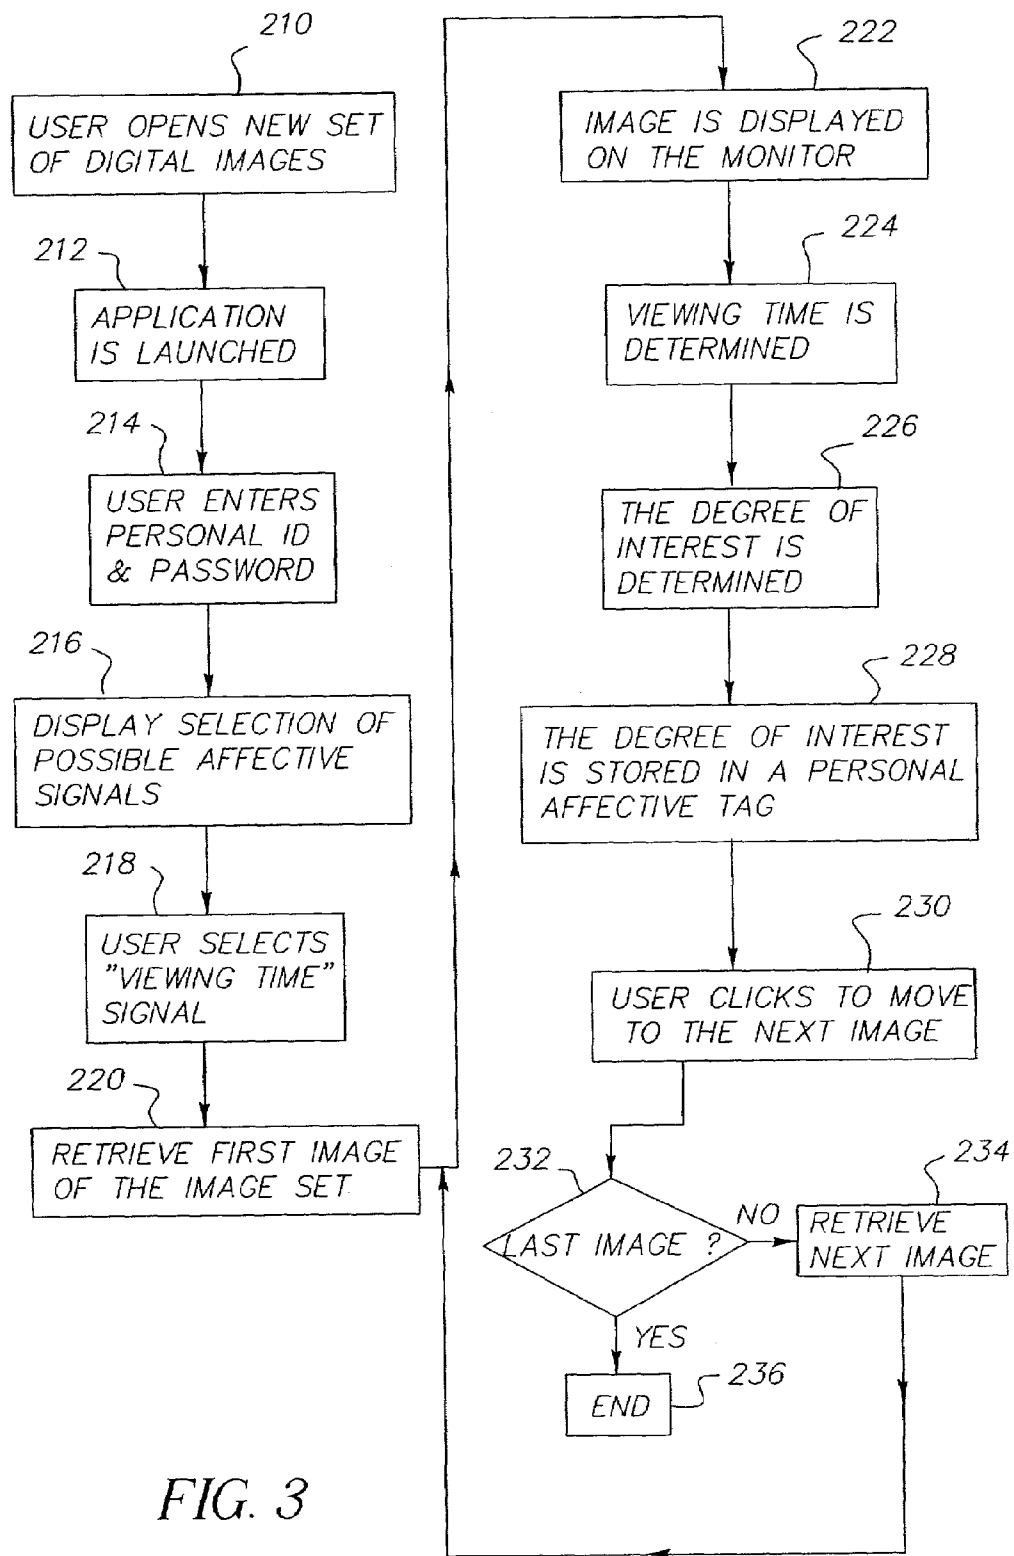 210
USER OPENS NEW SET
OF DIGITAL IMAGES
212
APPLICATION
IS LAUNCHED
214
USER ENTERS
PERSONAL ID
& PASSWORD
216
DISPLAY SELECTION OF
POSSIBLE AFFECTIVE
SIGNALS
218
USER SELECTS
"VIEWING TIME"
SIGNAL
220
RETRIEVE FIRST IMAGE
OF THE IMAGE SET
222
IMAGE IS DISPLAYED
ON THE MONITOR
224
VIEWING TIME IS
DETERMINED
226
THE DEGREE OF
INTEREST IS
DETERMINED
228
THE DEGREE OF INTEREST
IS STORED IN A PERSONAL
AFFECTIVE TAG
230
USER CLICKS TO MOVE
TO THE NEXT IMAGE
232
LAST IMAGE ?
NO
234
RETRIEVE
NEXT IMAGE
YES
236
END
FIG. 3